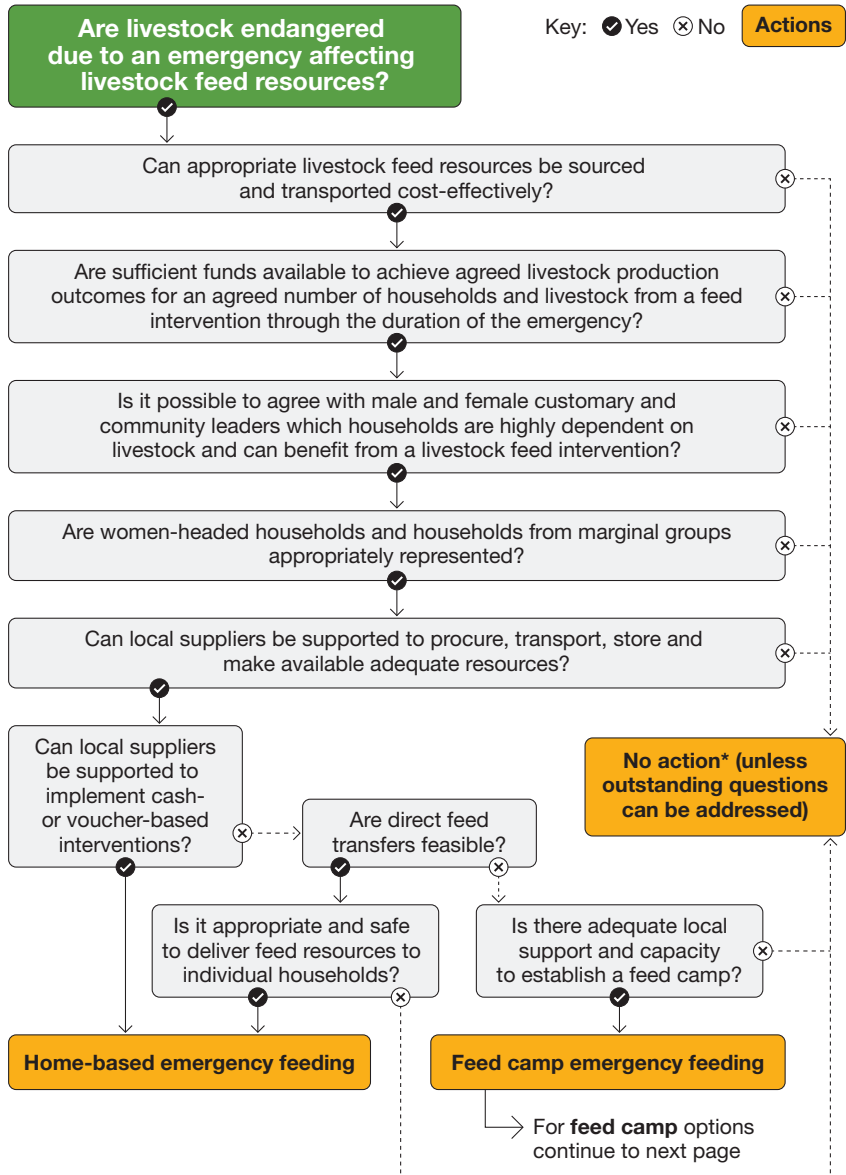 Are livestock endangered
due to an emergency affecting
livestock feed resources?
Key: Yes No
Actions
Can appropriate livestock feed resources be sourced
and transported cost-effectively?
Are sufficient funds available to achieve agreed livestock production
outcomes for an agreed number of households and livestock from a feed
intervention through the duration of the emergency?
Is it possible to agree with male and female customary and
community leaders which households are highly dependent on
livestock and can benefit from a livestock feed intervention?
Are women-headed households and households from marginal groups
appropriately represented?
Can local suppliers be supported to procure, transport, store and
make available adequate resources?
Can local suppliers
be supported to
implement cash-
or voucher-based
interventions?
No action* (unless
outstanding questions
can be addressed)
Are direct feed
transfers feasible?
Is it appropriate and safe
to deliver feed resources to
individual households?
Is there adequate local
support and capacity
to establish a feed camp?
Home-based emergency feeding
Feed camp emergency feeding
For feed camp options
continue to next page